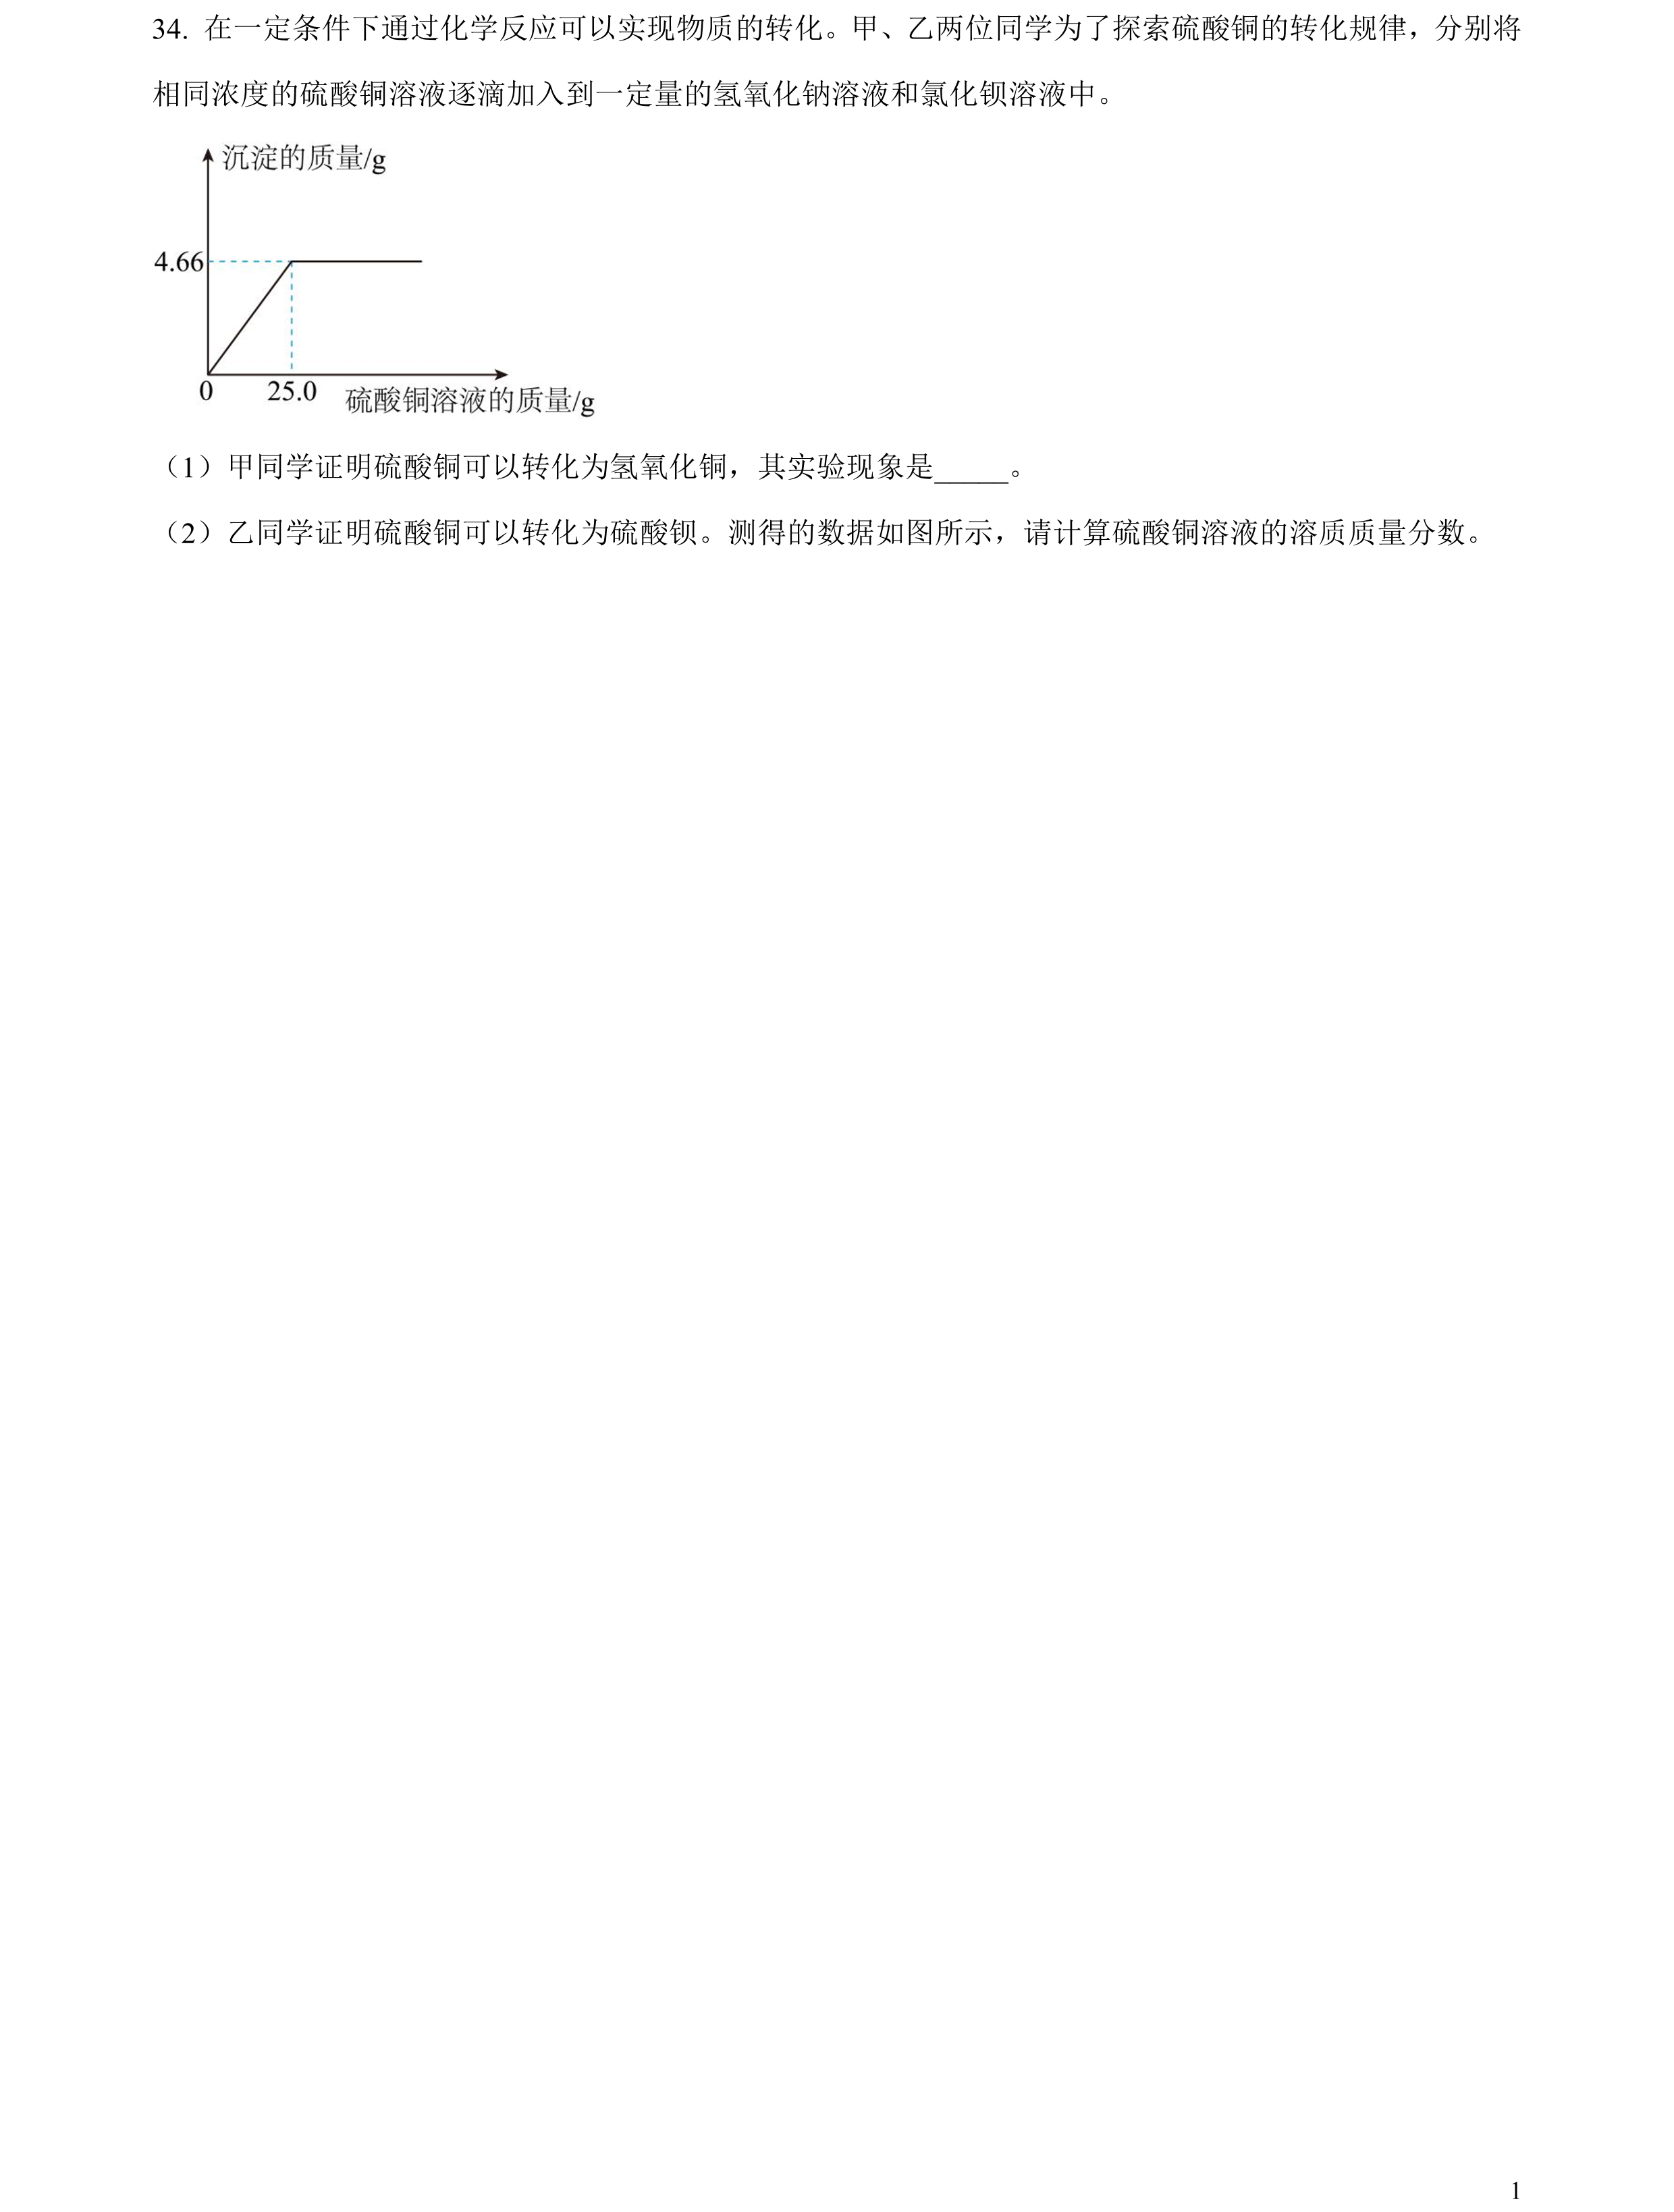 34. 在一定条件下通过化学反应可以实现物质的转化。甲、乙两位同学为了探索硫酸铜的转化规律，分别将
相同浓度的硫酸铜溶液逐滴加入到一定量的氢氧化钠溶液和氯化钡溶液中。
沉淀的质量/g
4.66
0 25.0 硫酸铜溶液的质量/g
（1）甲同学证明硫酸铜可以转化为氢氧化铜，其实验现象是_____。
（2）乙同学证明硫酸铜可以转化为硫酸钡。测得的数据如图所示，请计算硫酸铜溶液的溶质质量分数。
1